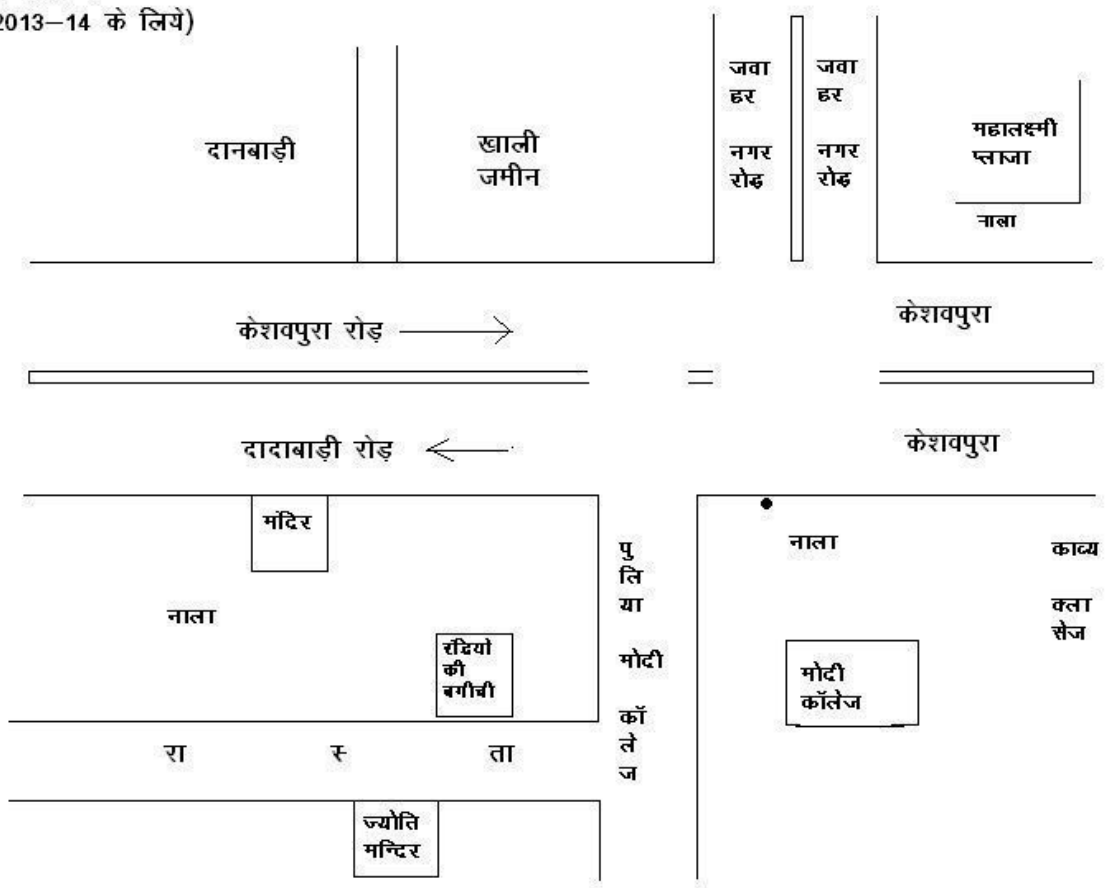 2013–14 के लिये)
जवा
हर
नगर
रोड़
जवा
हर
नगर
रोड़
दानबाड़ी
खाली
जमीन
महालक्ष्मी
प्लाजा
नाला
केशवपुरा रोड़
केशवपुरा
दादाबाड़ी रोड़
केशवपुरा
मंदिर
नाला
रंडियो
की
बगीची
पु
लि
या
मोदी
कॉ
ले
ज
नाला
काव्य
क्ला
सेज
मोदी
कॉलेज
रा स् ता
ज्योति
मन्दिर